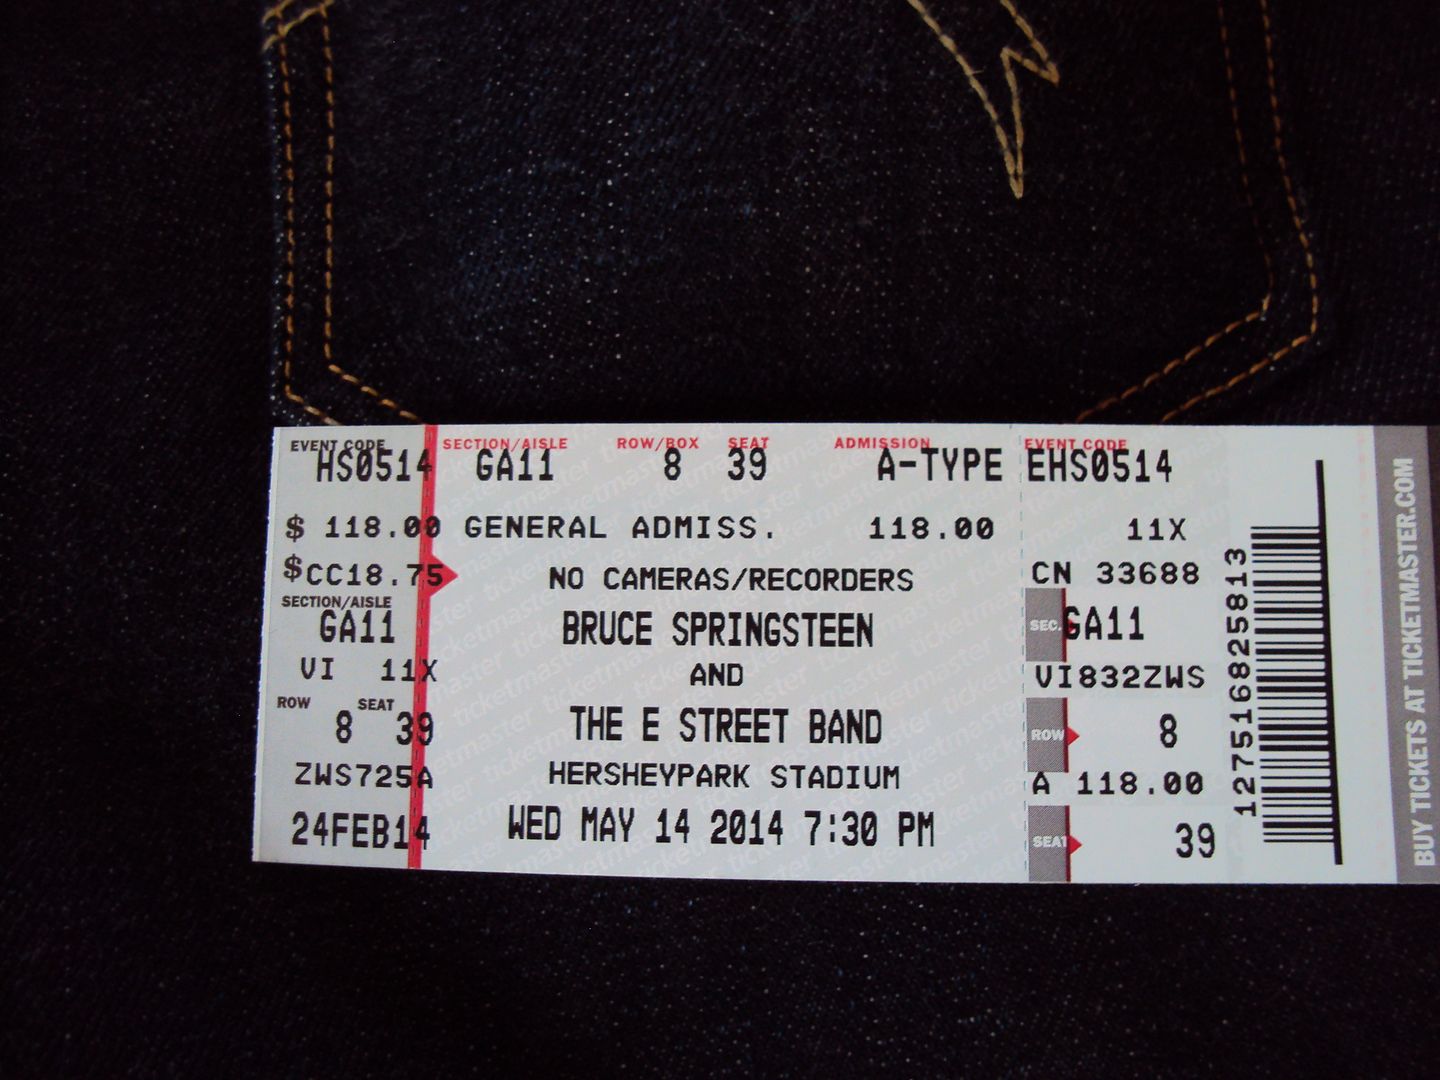 EVENT CODE SECTION/AISLE ROW/BOX SEAT ADMISSION EVENT CODE
HS0514 GA11 8 39 A-TYPE EHS0514
$ 118.00 GENERAL ADMISS. 118.00 11X
$CC18.75 NO CAMERAS/RECORDERS CN 33688
SECTION/AISLE
GA11 BRUCE SPRINGSTEEN SEC. GA11
VI 11X AND VI832ZWS
ROW SEAT
8 39 THE E STREET BAND ROW 8
ZWS725A HERSHEYPARK STADIUM A 118.00
24FEB14 WED MAY 14 2014 7:30 PM SEAT 39
127516825813
BUY TICKETS AT TICKETMASTER.COM